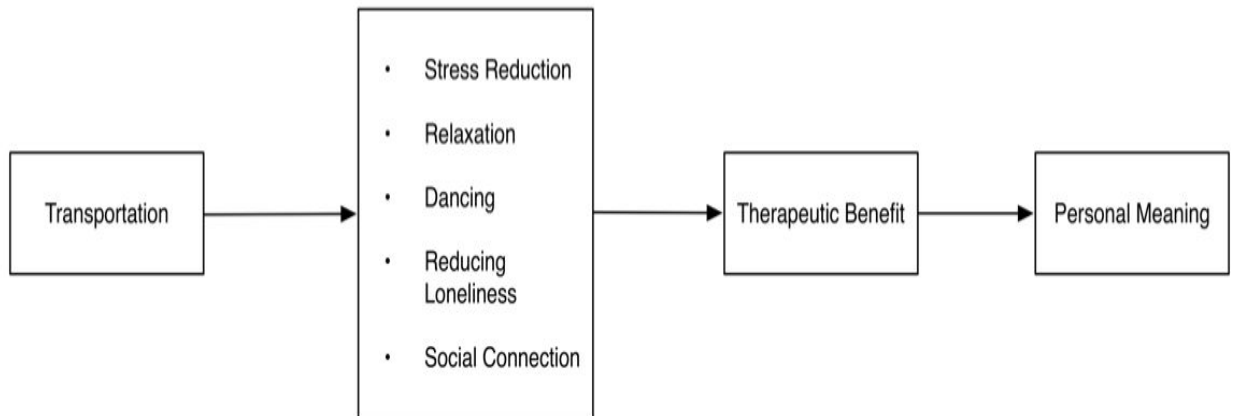 Transportation
• Stress Reduction
• Relaxation
• Dancing
• Reducing
Loneliness
• Social Connection
Therapeutic Benefit
Personal Meaning